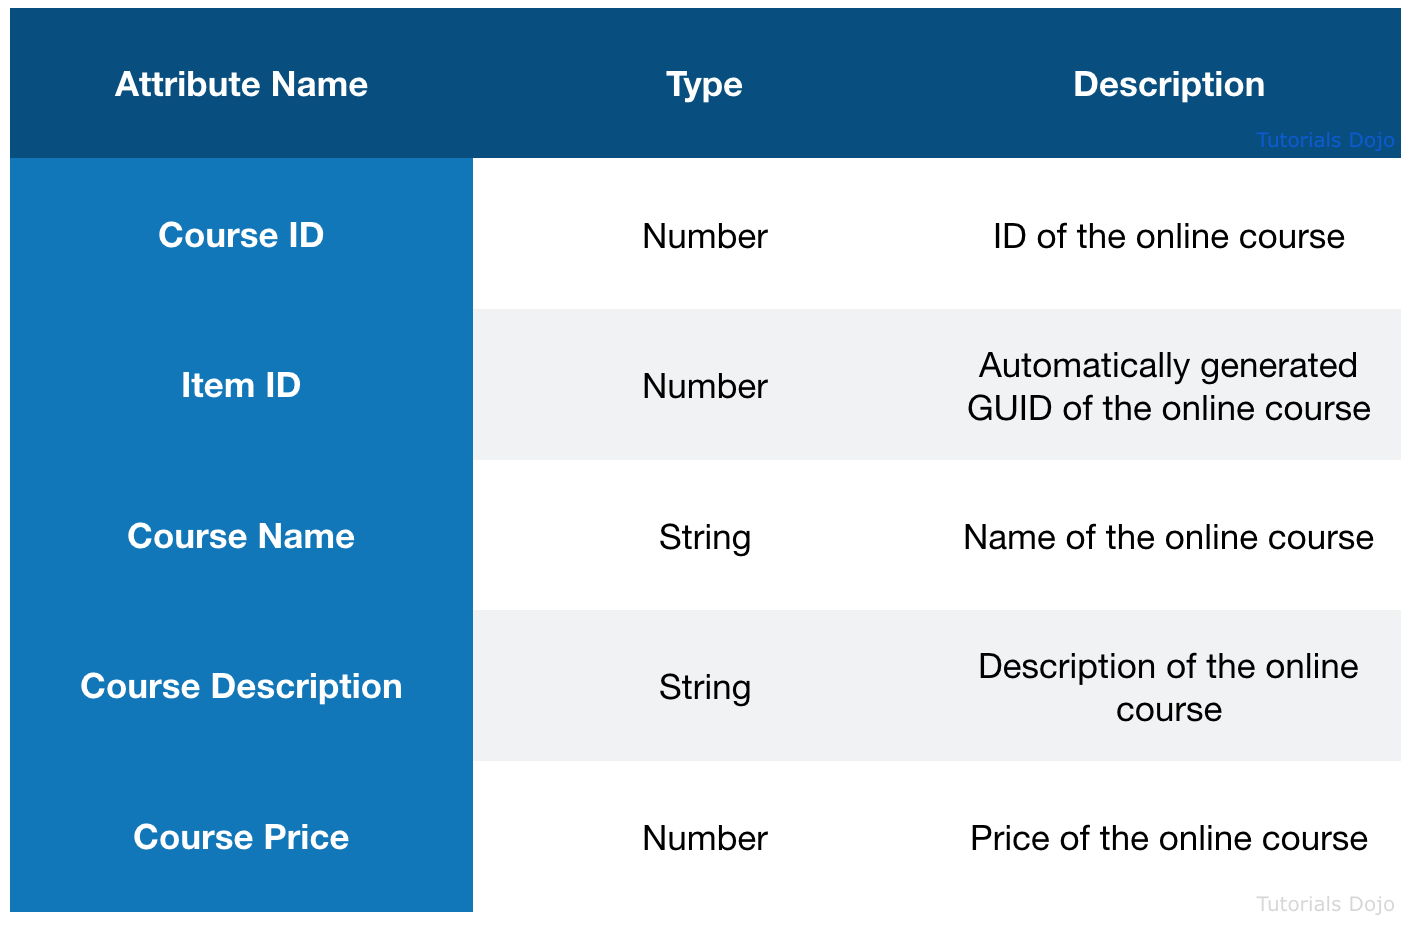 Attribute Name Type Description
Tutorials Dojo
Course ID Number ID of the online course
Item ID Number Automatically generated
GUID of the online course
Course Name String Name of the online course
Course Description String Description of the online
course
Course Price Number Price of the online course
Tutorials Dojo